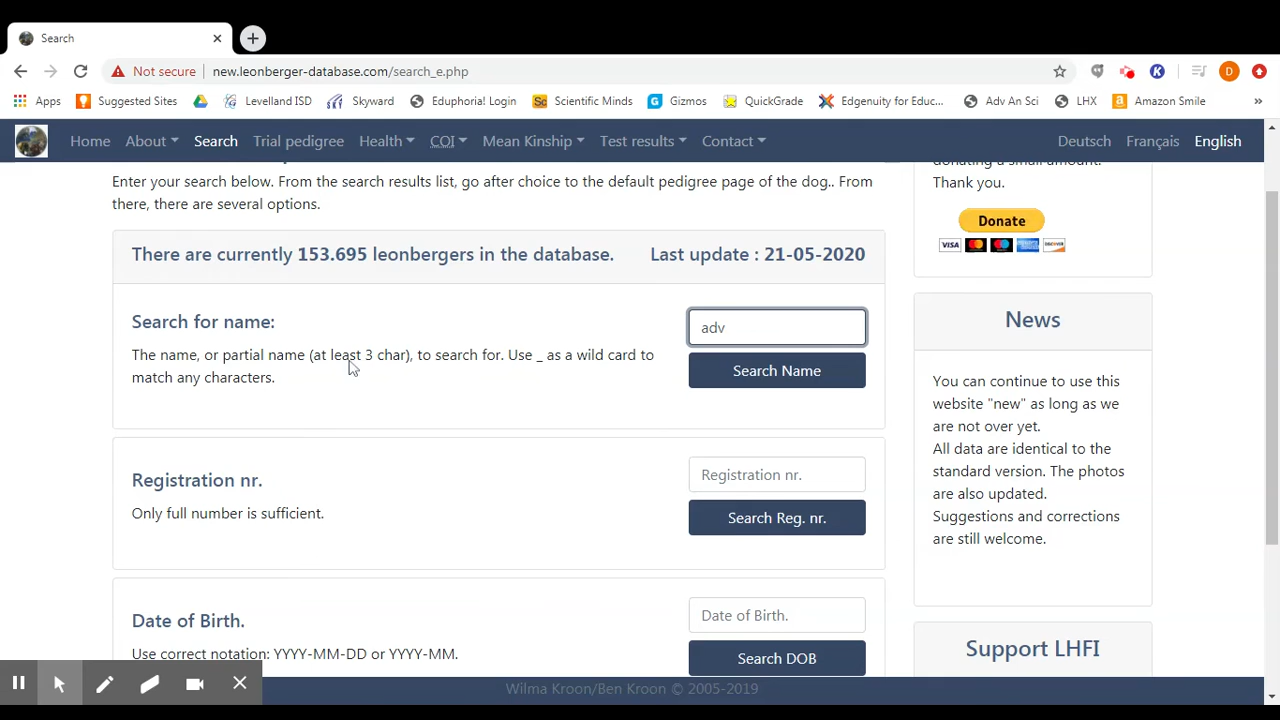 Search
Not secure new.leonberger-database.com/search_e.php D
Apps Suggested Sites Levelland ISD Skyward Eduphoria! Login Sc Scientific Minds G Gizmos QuickGrade Edgenuity for Educ... Adv An Sci LHX a Amazon Smile »
Home About Search Trial pedigree Health COI Mean Kinship Test results Contact Deutsch Français English
Enter your search below. From the search results list, go after choice to the default pedigree page of the dog.. From
there, there are several options.
Thank you.
Donate
VISA DISCOVER
There are currently 153.695 leonbergers in the database. Last update : 21-05-2020
Search for name:
The name, or partial name (at least 3 char), to search for. Use _ as a wild card to
match any characters.
adv
Search Name
News
You can continue to use this
website "new" as long as we
are not over yet.
All data are identical to the
standard version. The photos
are also updated.
Suggestions and corrections
are still welcome.
Registration nr.
Only full number is sufficient.
Registration nr.
Search Reg. nr.
Date of Birth.
Use correct notation: YYYY-MM-DD or YYYY-MM.
Date of Birth.
Search DOB
Support LHFI
Wilma Kroon/Ben Kroon © 2005-2019